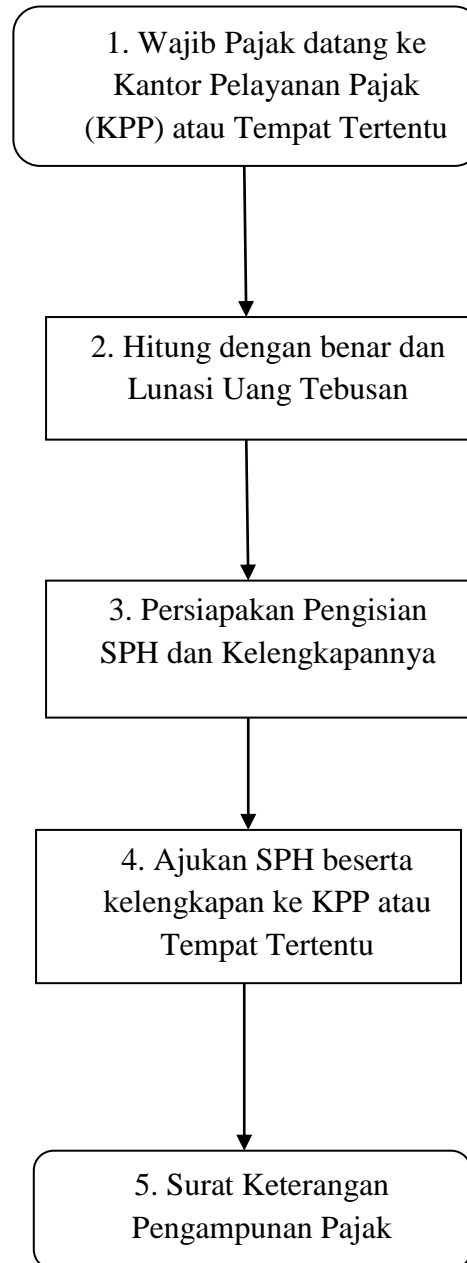 1. Wajib Pajak datang ke
Kantor Pelayanan Pajak
(KPP) atau Tempat Tertentu
2. Hitung dengan benar dan
Lunasi Uang Tebusan
3. Persiapakan Pengisian
SPH dan Kelengkapannya
4. Ajukan SPH beserta
kelengkapan ke KPP atau
Tempat Tertentu
5. Surat Keterangan
Pengampunan Pajak